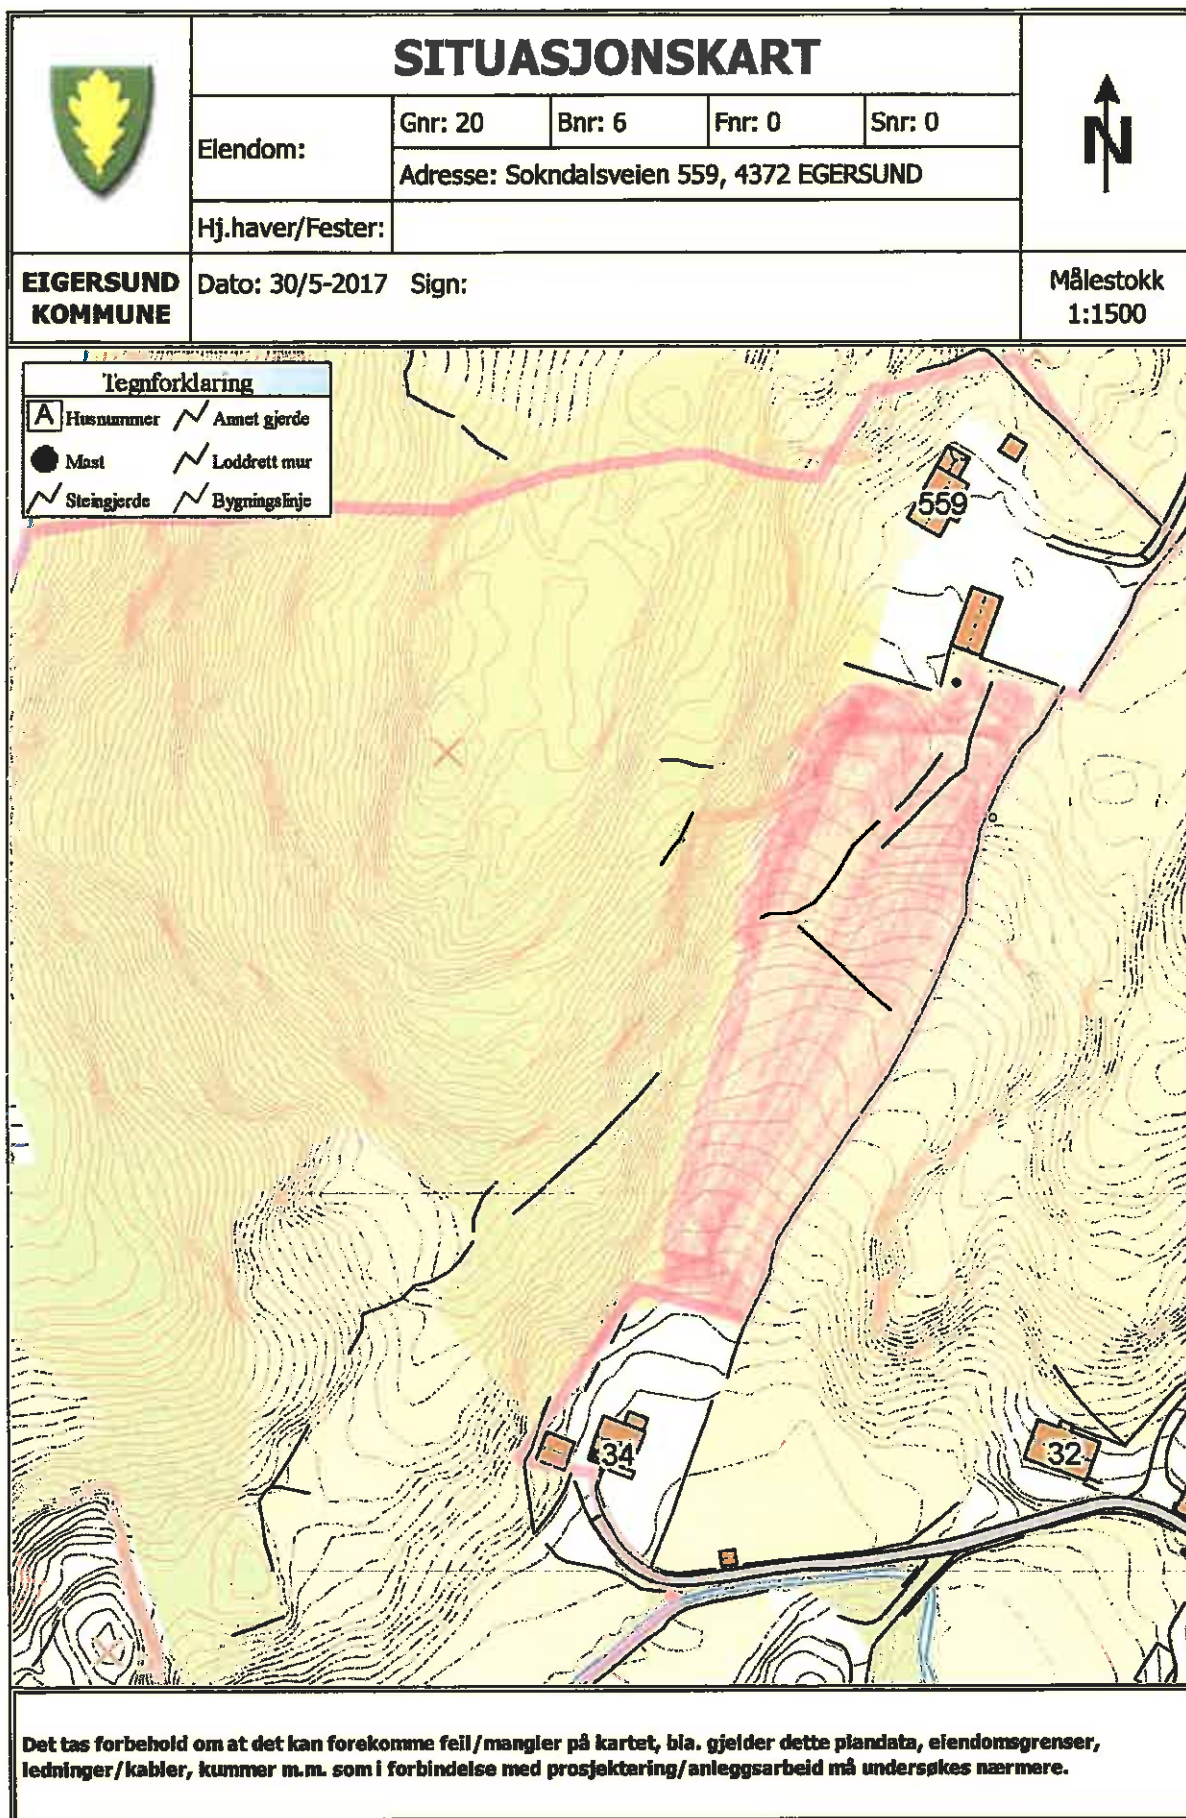 SITUASJONSKART
Eiendom:
Gnr: 20
Bnr: 6
Fnr: 0
Snr: 0
Adresse: Sokndalsveien 559, 4372 EGERSUND
Hj.haver/Fester:
N
EIGERSUND
KOMMUNE
Dato: 30/5-2017 Sign:
Målestokk
1:1500
Tegnforklaring
A Husnummer
Annet gjerde
Mast
Loddrett mur
Steingjerde
Bygningslinje
559
34
32
Det tas forbehold om at det kan forekomme feil/mangler på kartet, bla. gjelder dette plandata, eiendomsgrenser,
ledninger/kabler, kummer m.m. som i forbindelse med prosjektering/anleggsarbeid må undersøkes nærmere.